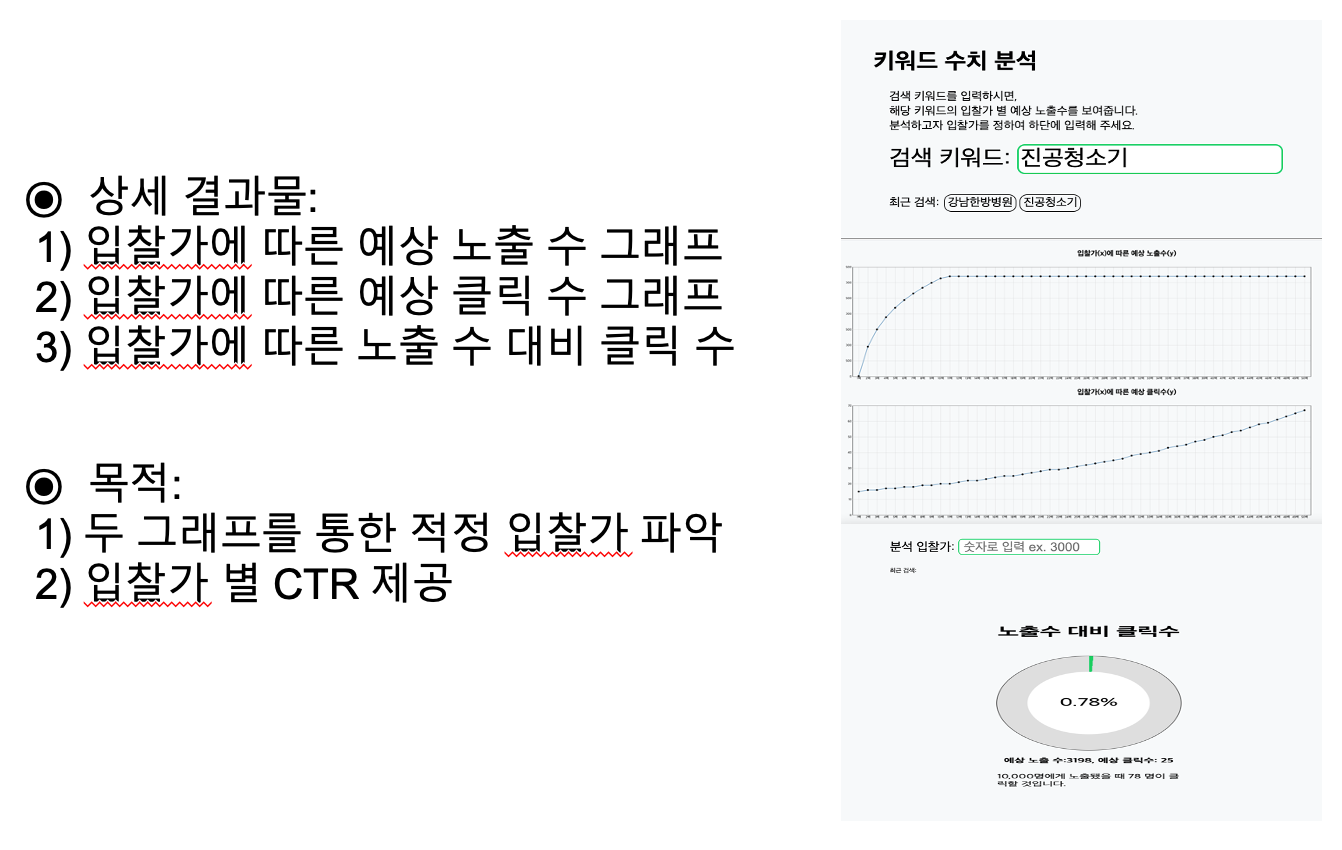 상세 결과물:
1) 입찰가에 따른 예상 노출 수 그래프
2) 입찰가에 따른 예상 클릭 수 그래프
3) 입찰가에 따른 노출 수 대비 클릭 수
목적:
1) 두 그래프를 통한 적정 입찰가 파악
2) 입찰가 별 CTR 제공
키워드 수치 분석
검색 키워드를 입력하시면,
해당 키워드의 입찰가 별 예상 노출수를 보여줍니다.
분석하고자 입찰가를 정하여 하단에 입력해 주세요.
검색 키워드: 진공청소기
최근 검색: 강남한방병원 진공청소기
입찰가(x)에 따른 예상 노출수(y)
입찰가(x)에 따른 예상 클릭수(y)
분석 입찰가: 숫자로 입력 ex. 3000
최근 검색:
노출수 대비 클릭수
0.78%
예상 노출 수:3198, 예상 클릭수: 25
10,000명에게 노출됐을 때 78 명이 클
릭할 것입니다.